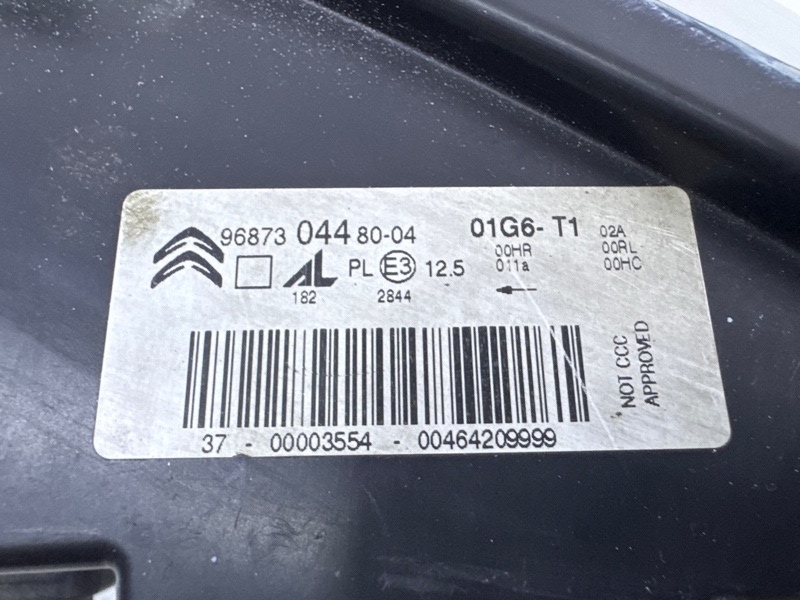 96873 044 80-04 01G6- T1 02A
00HR 00RL
PL E3 12.5 011a 00HC
182 2844
NOT CCC
APPROVED
37 - 00003554 - 00464209999